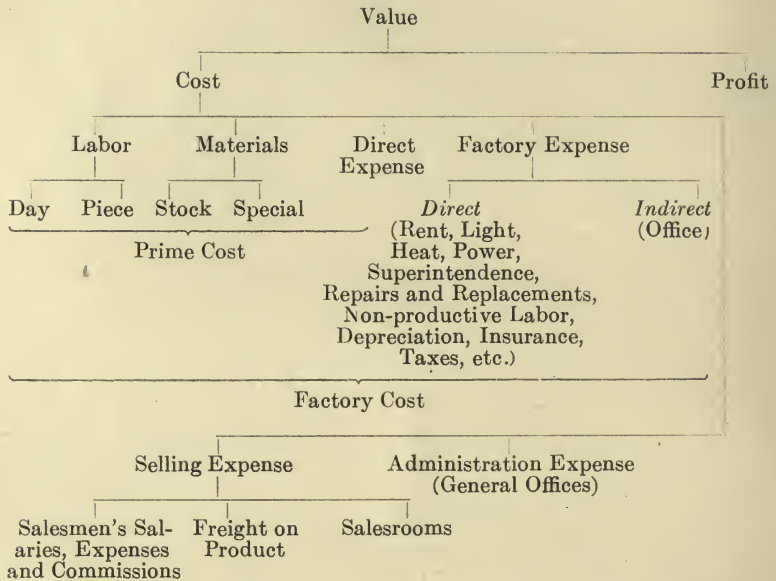 Value
Cost Profit
Labor Materials Direct Factory Expense
Expense
Day Piece Stock Special Direct Indirect
(Rent, Light, (Office)
Prime Cost Heat, Power,
Superintendence,
Repairs and Replacements,
Non-productive Labor,
Depreciation, Insurance,
Taxes, etc.)
Factory Cost
Selling Expense Administration Expense
(General Offices)
Salesmen's Sal- Freight on Salesrooms
aries, Expenses Product
and Commissions